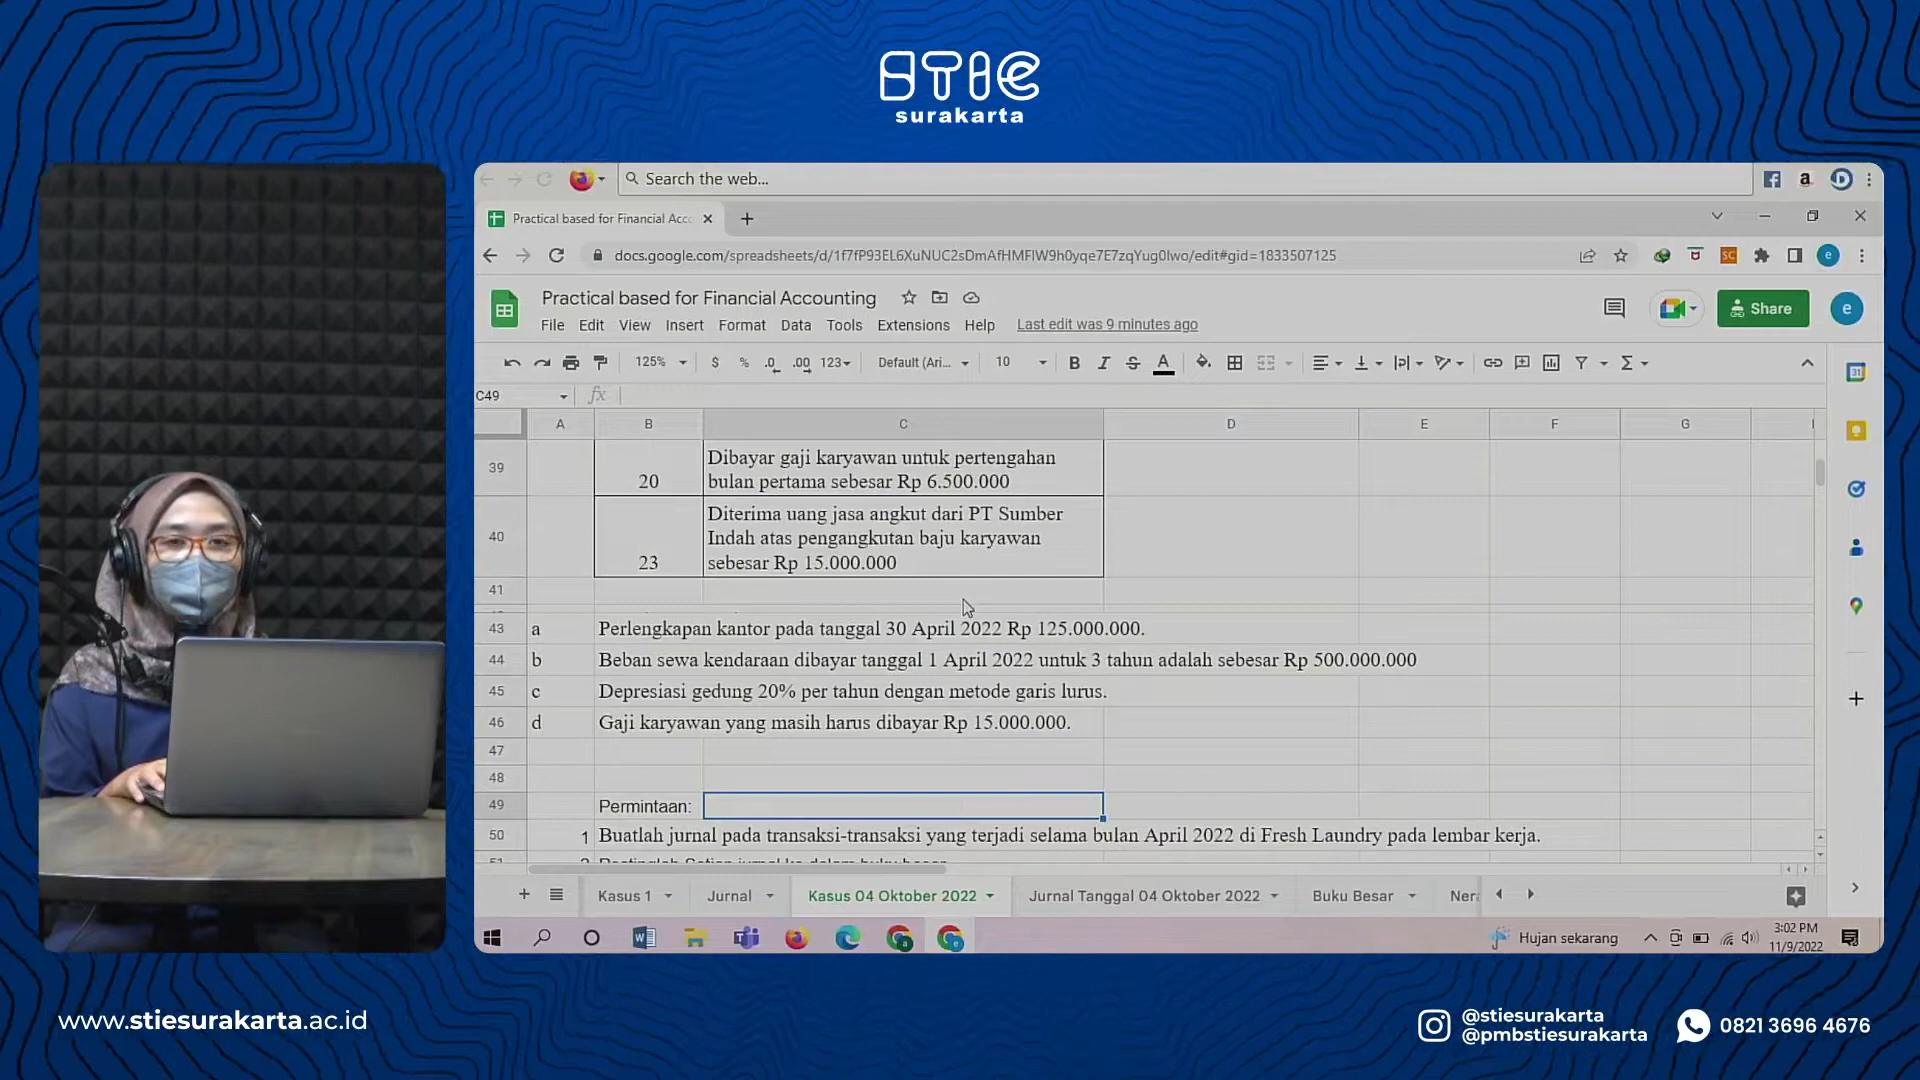 STIE
surakarta
Search the web...
Practical based for Financial Acc
docs.google.com/spreadsheets/d/1f7fP93EL6XuNUC2sDmAfHMFIW9h0yqe7E7zqYug0lwo/edit#gid=1833507125
Practical based for Financial Accounting
File Edit View Insert Format Data Tools Extensions Help Last edit was 9 minutes ago
Share
e
125% $ % .0 .00 123 Default (Ari... 10 B I S A
C49 fx
A B C D E F G
39 20 Dibayar gaji karyawan untuk pertengahan
bulan pertama sebesar Rp 6.500.000
40 23 Diterima uang jasa angkut dari PT Sumber
Indah atas pengangkutan baju karyawan
sebesar Rp 15.000.000
41
43 a Perlengkapan kantor pada tanggal 30 April 2022 Rp 125.000.000.
44 b Beban sewa kendaraan dibayar tanggal 1 April 2022 untuk 3 tahun adalah sebesar Rp 500.000.000
45 c Depresiasi gedung 20% per tahun dengan metode garis lurus.
46 d Gaji karyawan yang masih harus dibayar Rp 15.000.000.
47
48
49 Permintaan:
50 1 Buatlah jurnal pada transaksi-transaksi yang terjadi selama bulan April 2022 di Fresh Laundry pada lembar kerja.
Kasus 1 Jurnal Kasus 04 Oktober 2022 Jurnal Tanggal 04 Oktober 2022 Buku Besar Ner
Hujan sekarang 3:02 PM
11/9/2022
www.stiesurakarta.ac.id
@stiesurakarta
@pmbstiesurakarta
0821 3696 4676